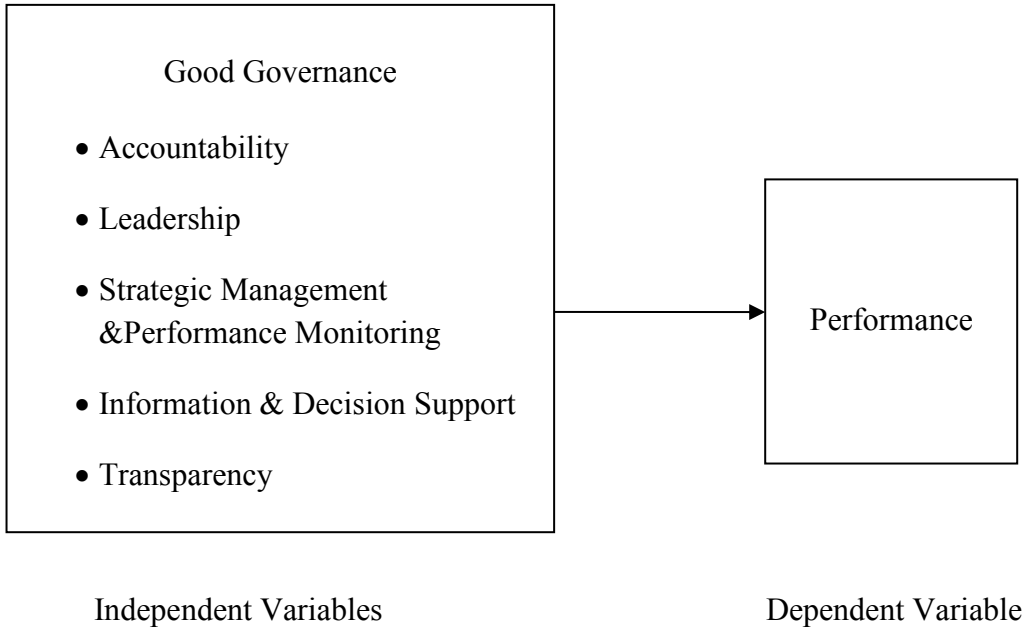 Good Governance
• Accountability
• Leadership
• Strategic Management
&Performance Monitoring
• Information & Decision Support
• Transparency
Performance
Independent Variables
Dependent Variable